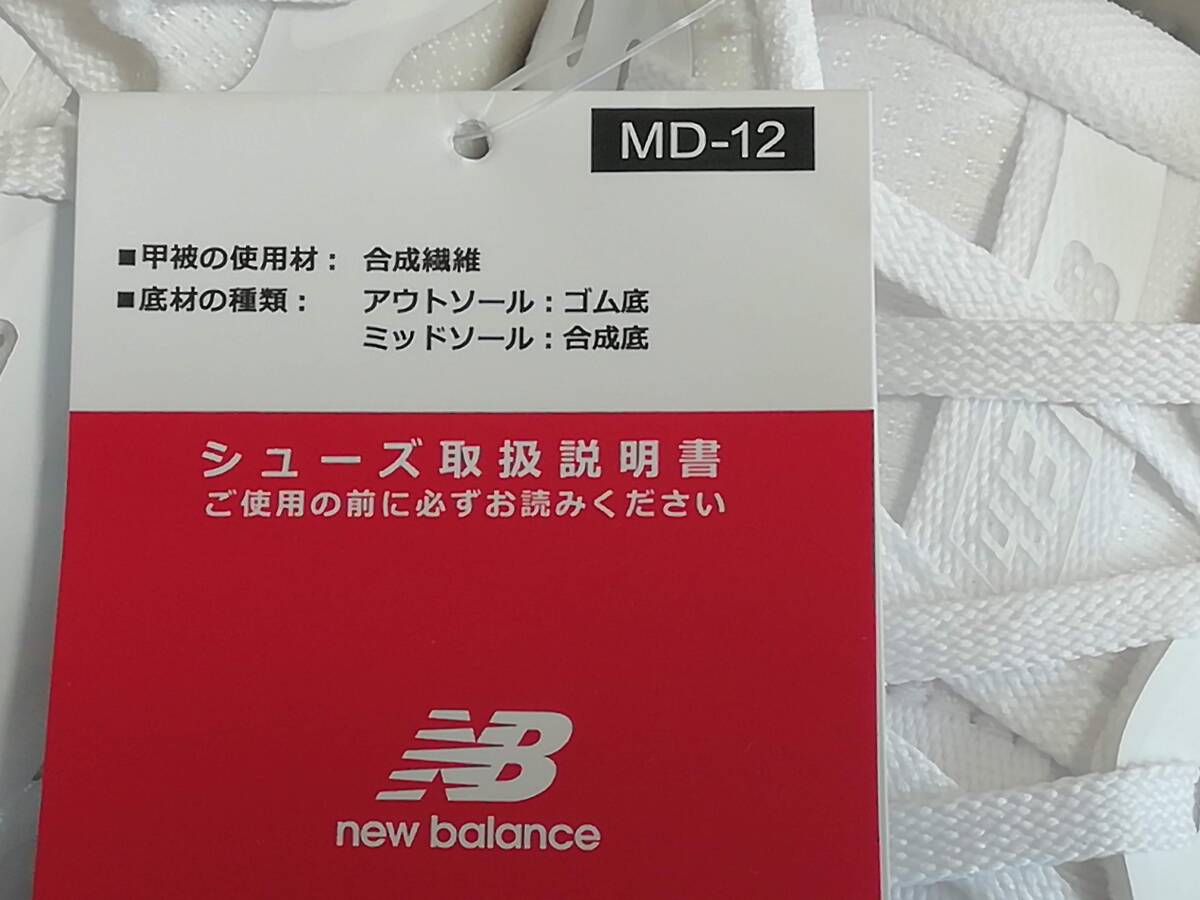 MD-12
■甲被の使用材： 合成繊維
■底材の種類： アウトソール：ゴム底
ミッドソール：合成底
シューズ取扱説明書
ご使用の前に必ずお読みください
NB
new balance